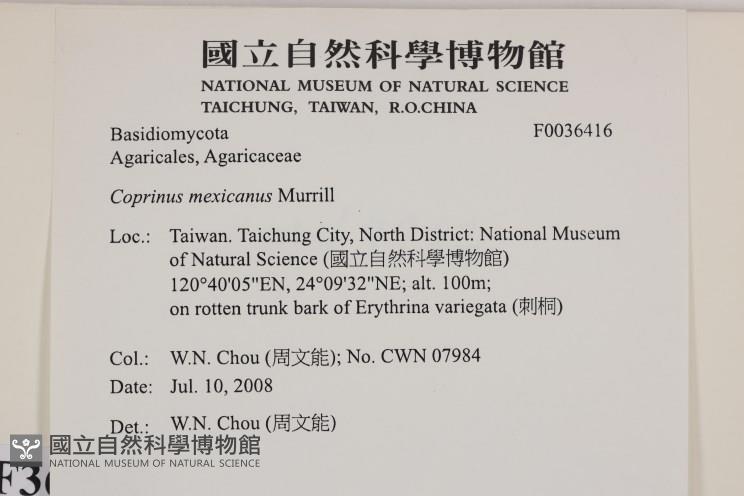 國立自然科學博物館
NATIONAL MUSEUM OF NATURAL SCIENCE
TAICHUNG, TAIWAN, R.O.CHINA
Basidiomycota F0036416
Agaricales, Agaricaceae
Coprinus mexicanus Murrill
Loc.: Taiwan. Taichung City, North District: National Museum
of Natural Science (國立自然科學博物館)
120°40'05"EN, 24°09'32"NE; alt. 100m;
on rotten trunk bark of Erythrina variegata (刺桐)
Col.: W.N. Chou (周文能); No. CWN 07984
Date: Jul. 10, 2008
Det.: W.N. Chou (周文能)
國立自然科學博物館
NATIONAL MUSEUM OF NATURAL SCIENCE